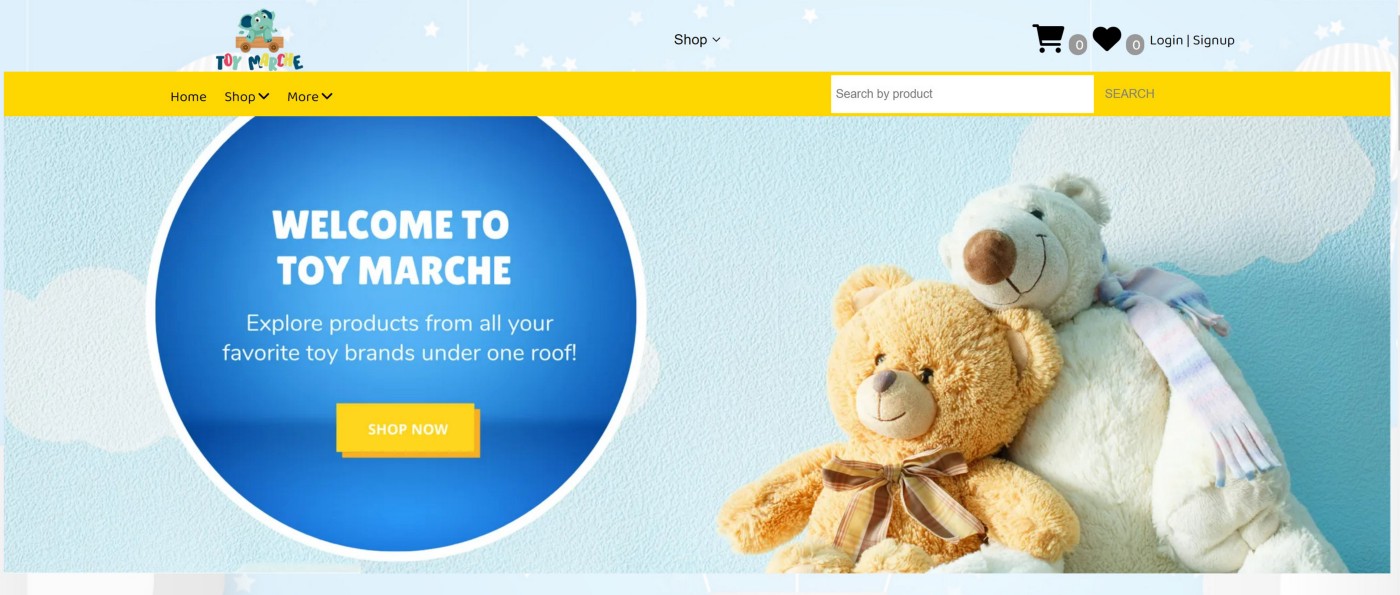 TOY MARCHE
Shop
0
0
Login | Signup
Home
Shop
More
Search by product
SEARCH
WELCOME TO
TOY MARCHE
Explore products from all your
favorite toy brands under one roof!
SHOP NOW